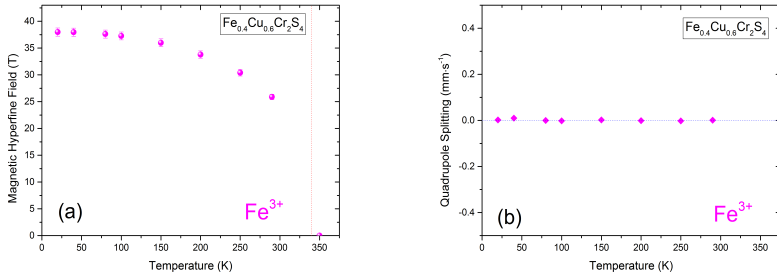 Fe0.4Cu0.6Cr2S4
Magnetic Hyperfine Field (T)
40
35
30
25
20
15
10
5
0
(a)
Fe3+
0 50 100 150 200 250 300 350
Temperature (K)
Fe0.4Cu0.6Cr2S4
Quadrupole Splitting (mm·s-1)
0.4
0.2
0.0
-0.2
-0.4
(b)
Fe3+
0 50 100 150 200 250 300 350
Temperature (K)